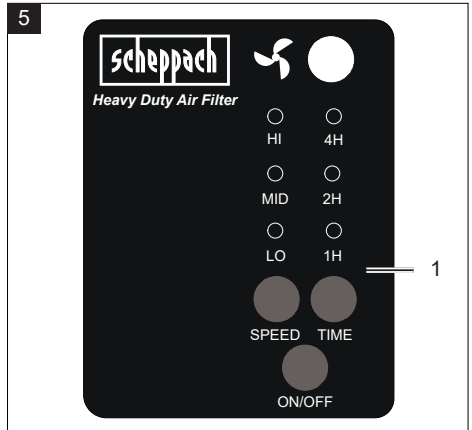 5
scheppach
Heavy Duty Air Filter
HI 4H
MID 2H
LO 1H
1
SPEED TIME
ON/OFF